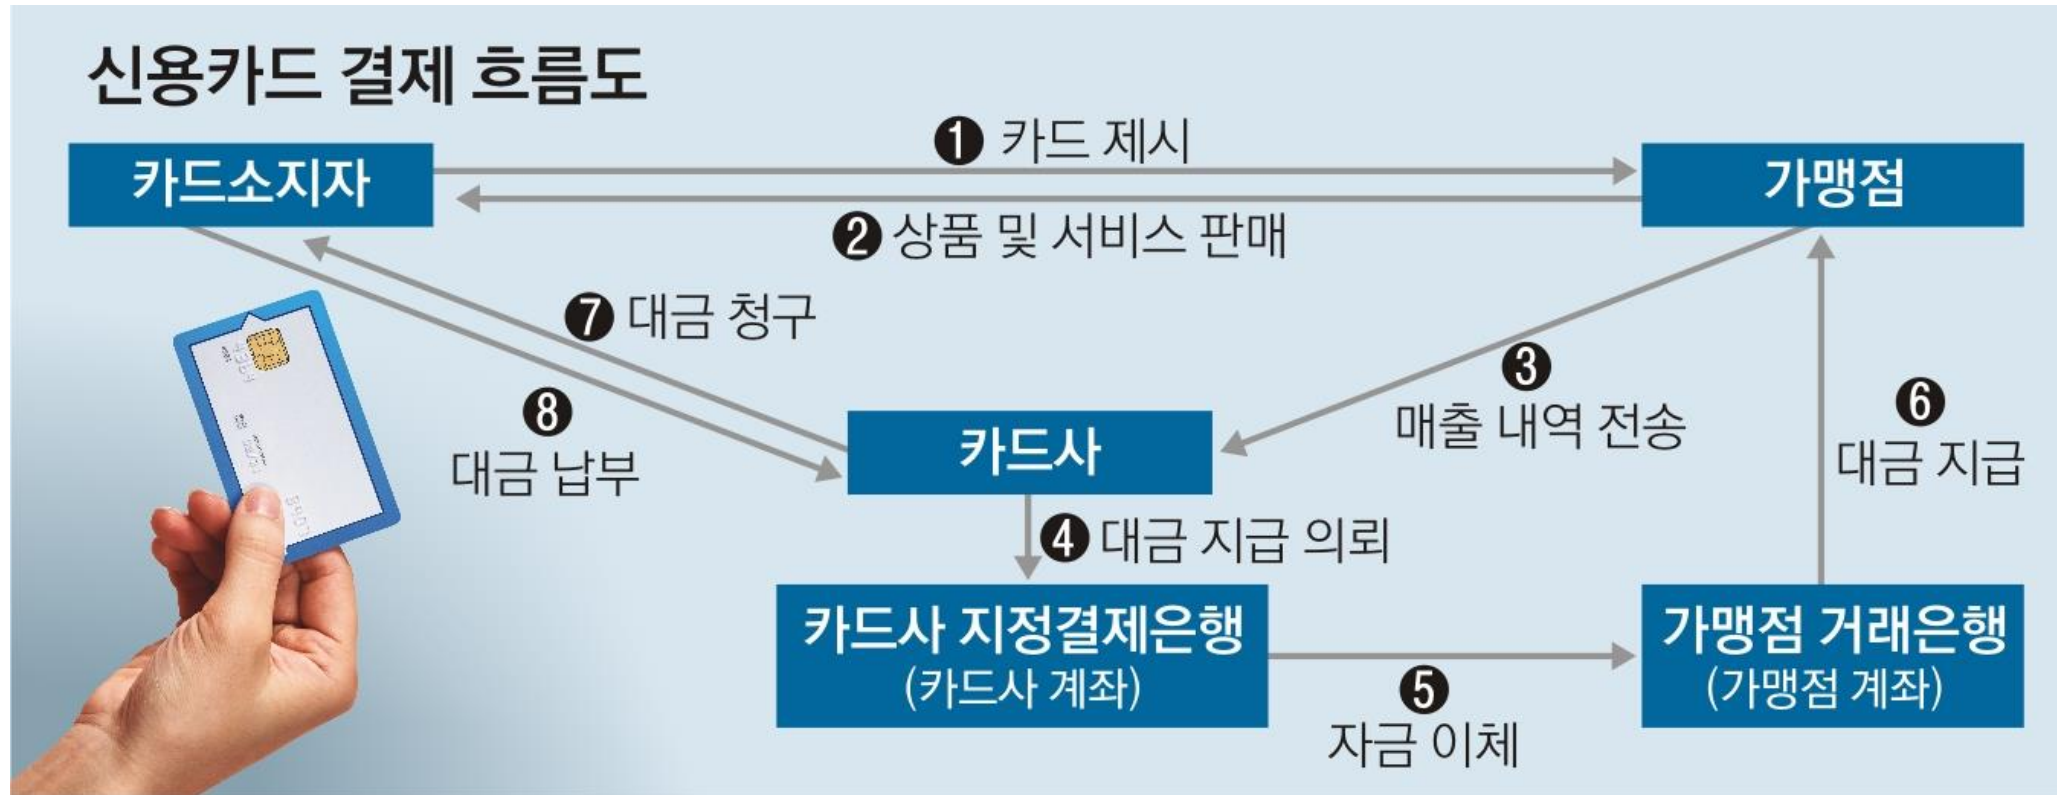 신용카드 결제 흐름도
❶ 카드 제시
카드소지자
가맹점
❷ 상품 및 서비스 판매
❼ 대금 청구
❸
매출 내역 전송
❽
대금 납부
❻
대금 지급
카드사
❹ 대금 지급 의뢰
카드사 지정결제은행
(카드사 계좌)
가맹점 거래은행
(가맹점 계좌)
❺
자금 이체